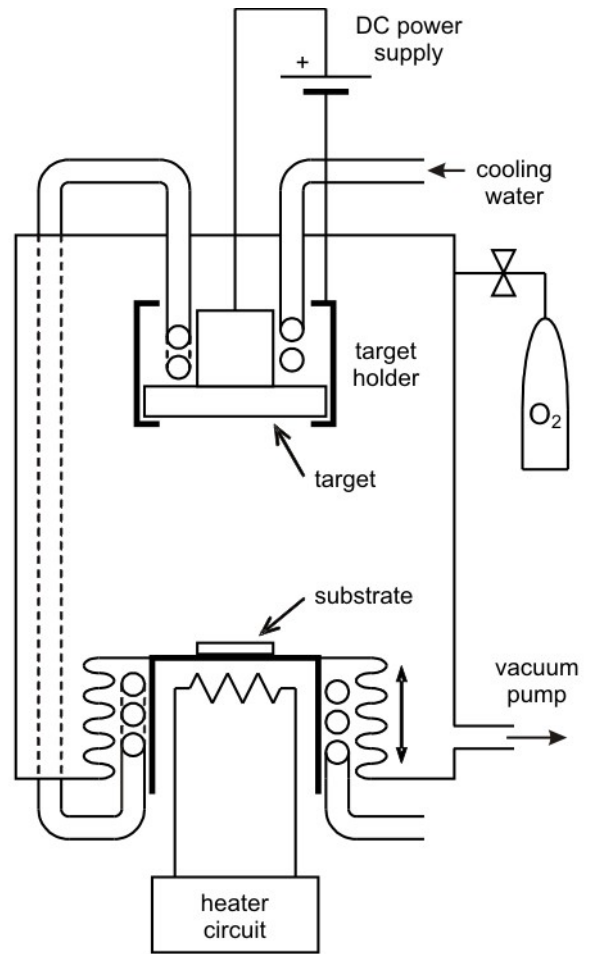 DC power
supply
+
cooling
water
target
holder
O₂
target
substrate
vacuum
pump
heater
circuit